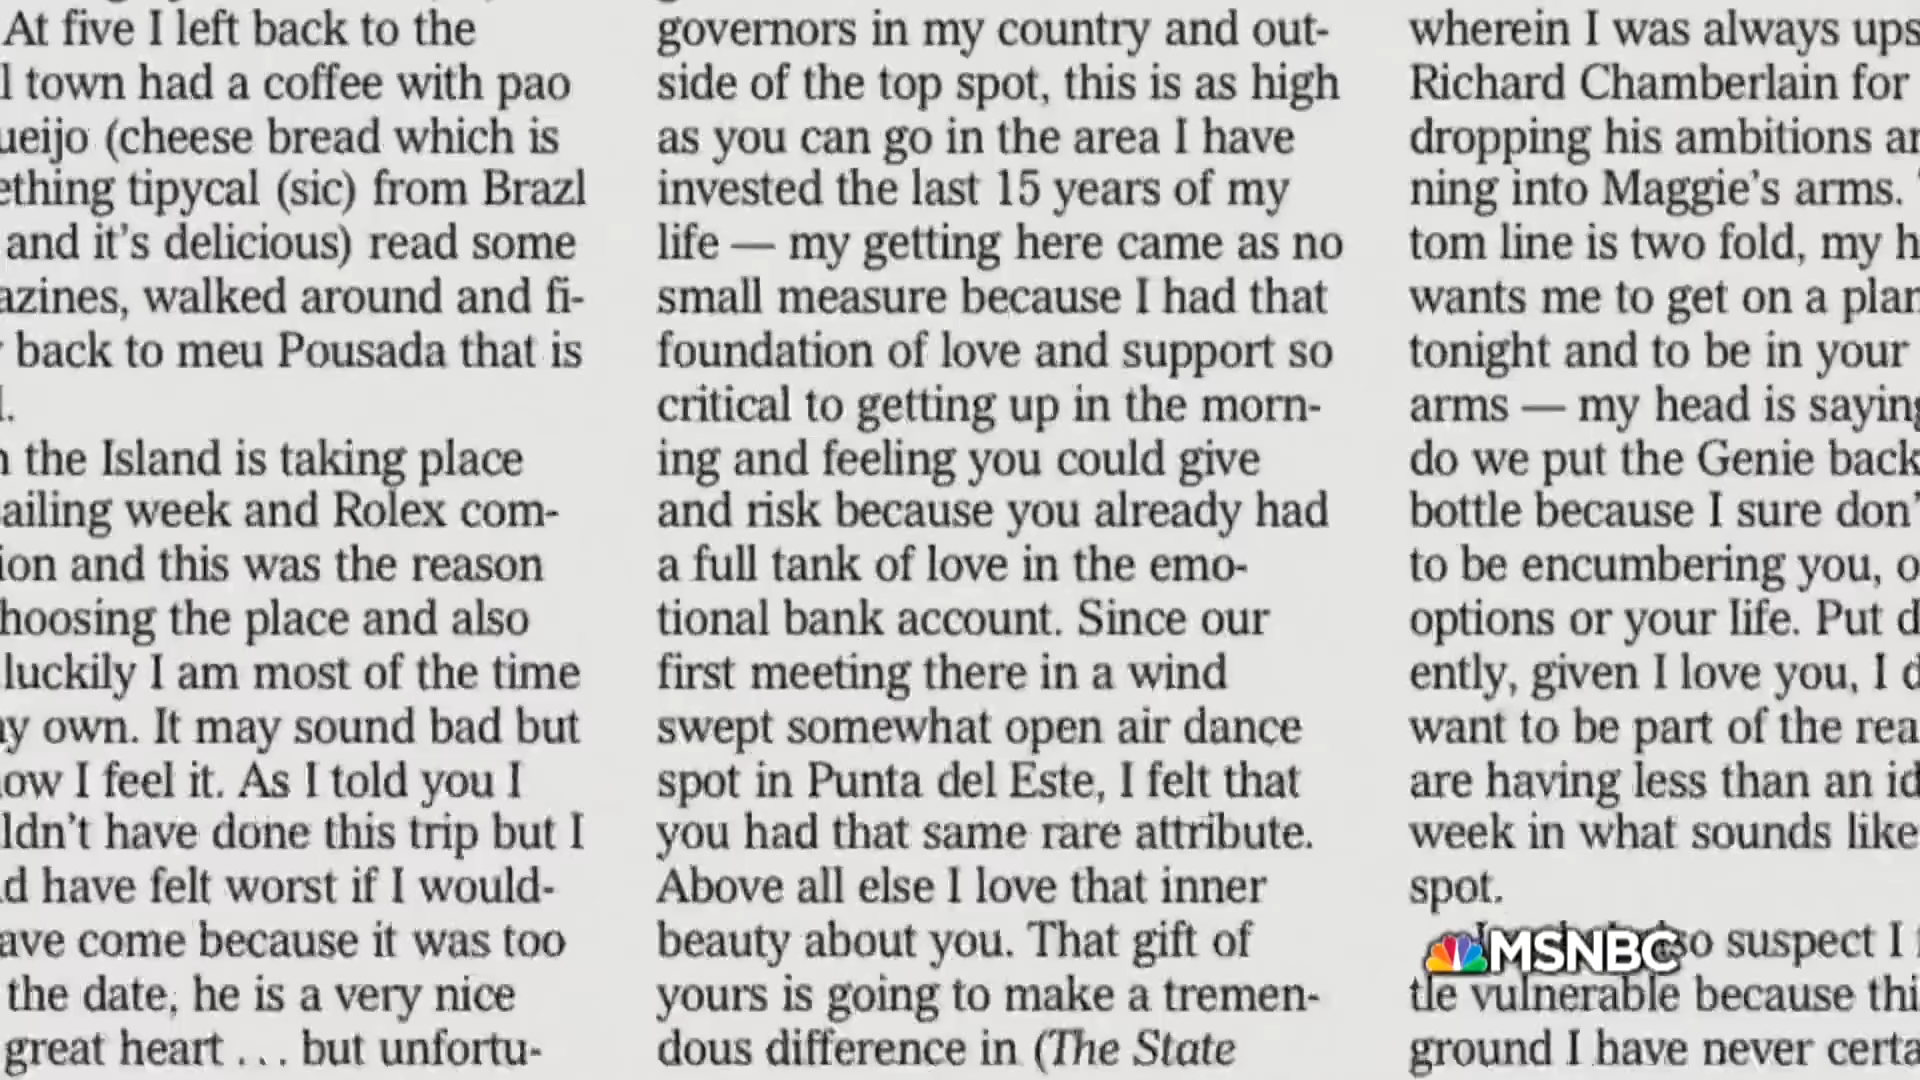 At five I left back to the
l town had a coffee with pao
ueijo (cheese bread which is
ething tipycal (sic) from Brazl
and it's delicious) read some
azines, walked around and fi-
back to meu Pousada that is
l.
the Island is taking place
ailing week and Rolex com-
ion and this was the reason
hoosing the place and also
luckily I am most of the time
y own. It may sound bad but
ow I feel it. As I told you I
ldn't have done this trip but I
d have felt worst if I would-
ave come because it was too
the date, he is a very nice
great heart ... but unfortu-
governors in my country and out-
side of the top spot, this is as high
as you can go in the area I have
invested the last 15 years of my
life — my getting here came as no
small measure because I had that
foundation of love and support so
critical to getting up in the morn-
ing and feeling you could give
and risk because you already had
a full tank of love in the emo-
tional bank account. Since our
first meeting there in a wind
swept somewhat open air dance
spot in Punta del Este, I felt that
you had that same rare attribute.
Above all else I love that inner
beauty about you. That gift of
yours is going to make a tremen-
dous difference in (The State
wherein I was always ups
Richard Chamberlain for
dropping his ambitions an
ning into Maggie's arms.
tom line is two fold, my h
wants me to get on a plan
tonight and to be in your
arms — my head is saying
do we put the Genie back
bottle because I sure don'
to be encumbering you, o
options or your life. Put d
ently, given I love you, I d
want to be part of the rea
are having less than an id
week in what sounds like
spot.
so suspect I
tle vulnerable because thi
ground I have never certa
MSNBC